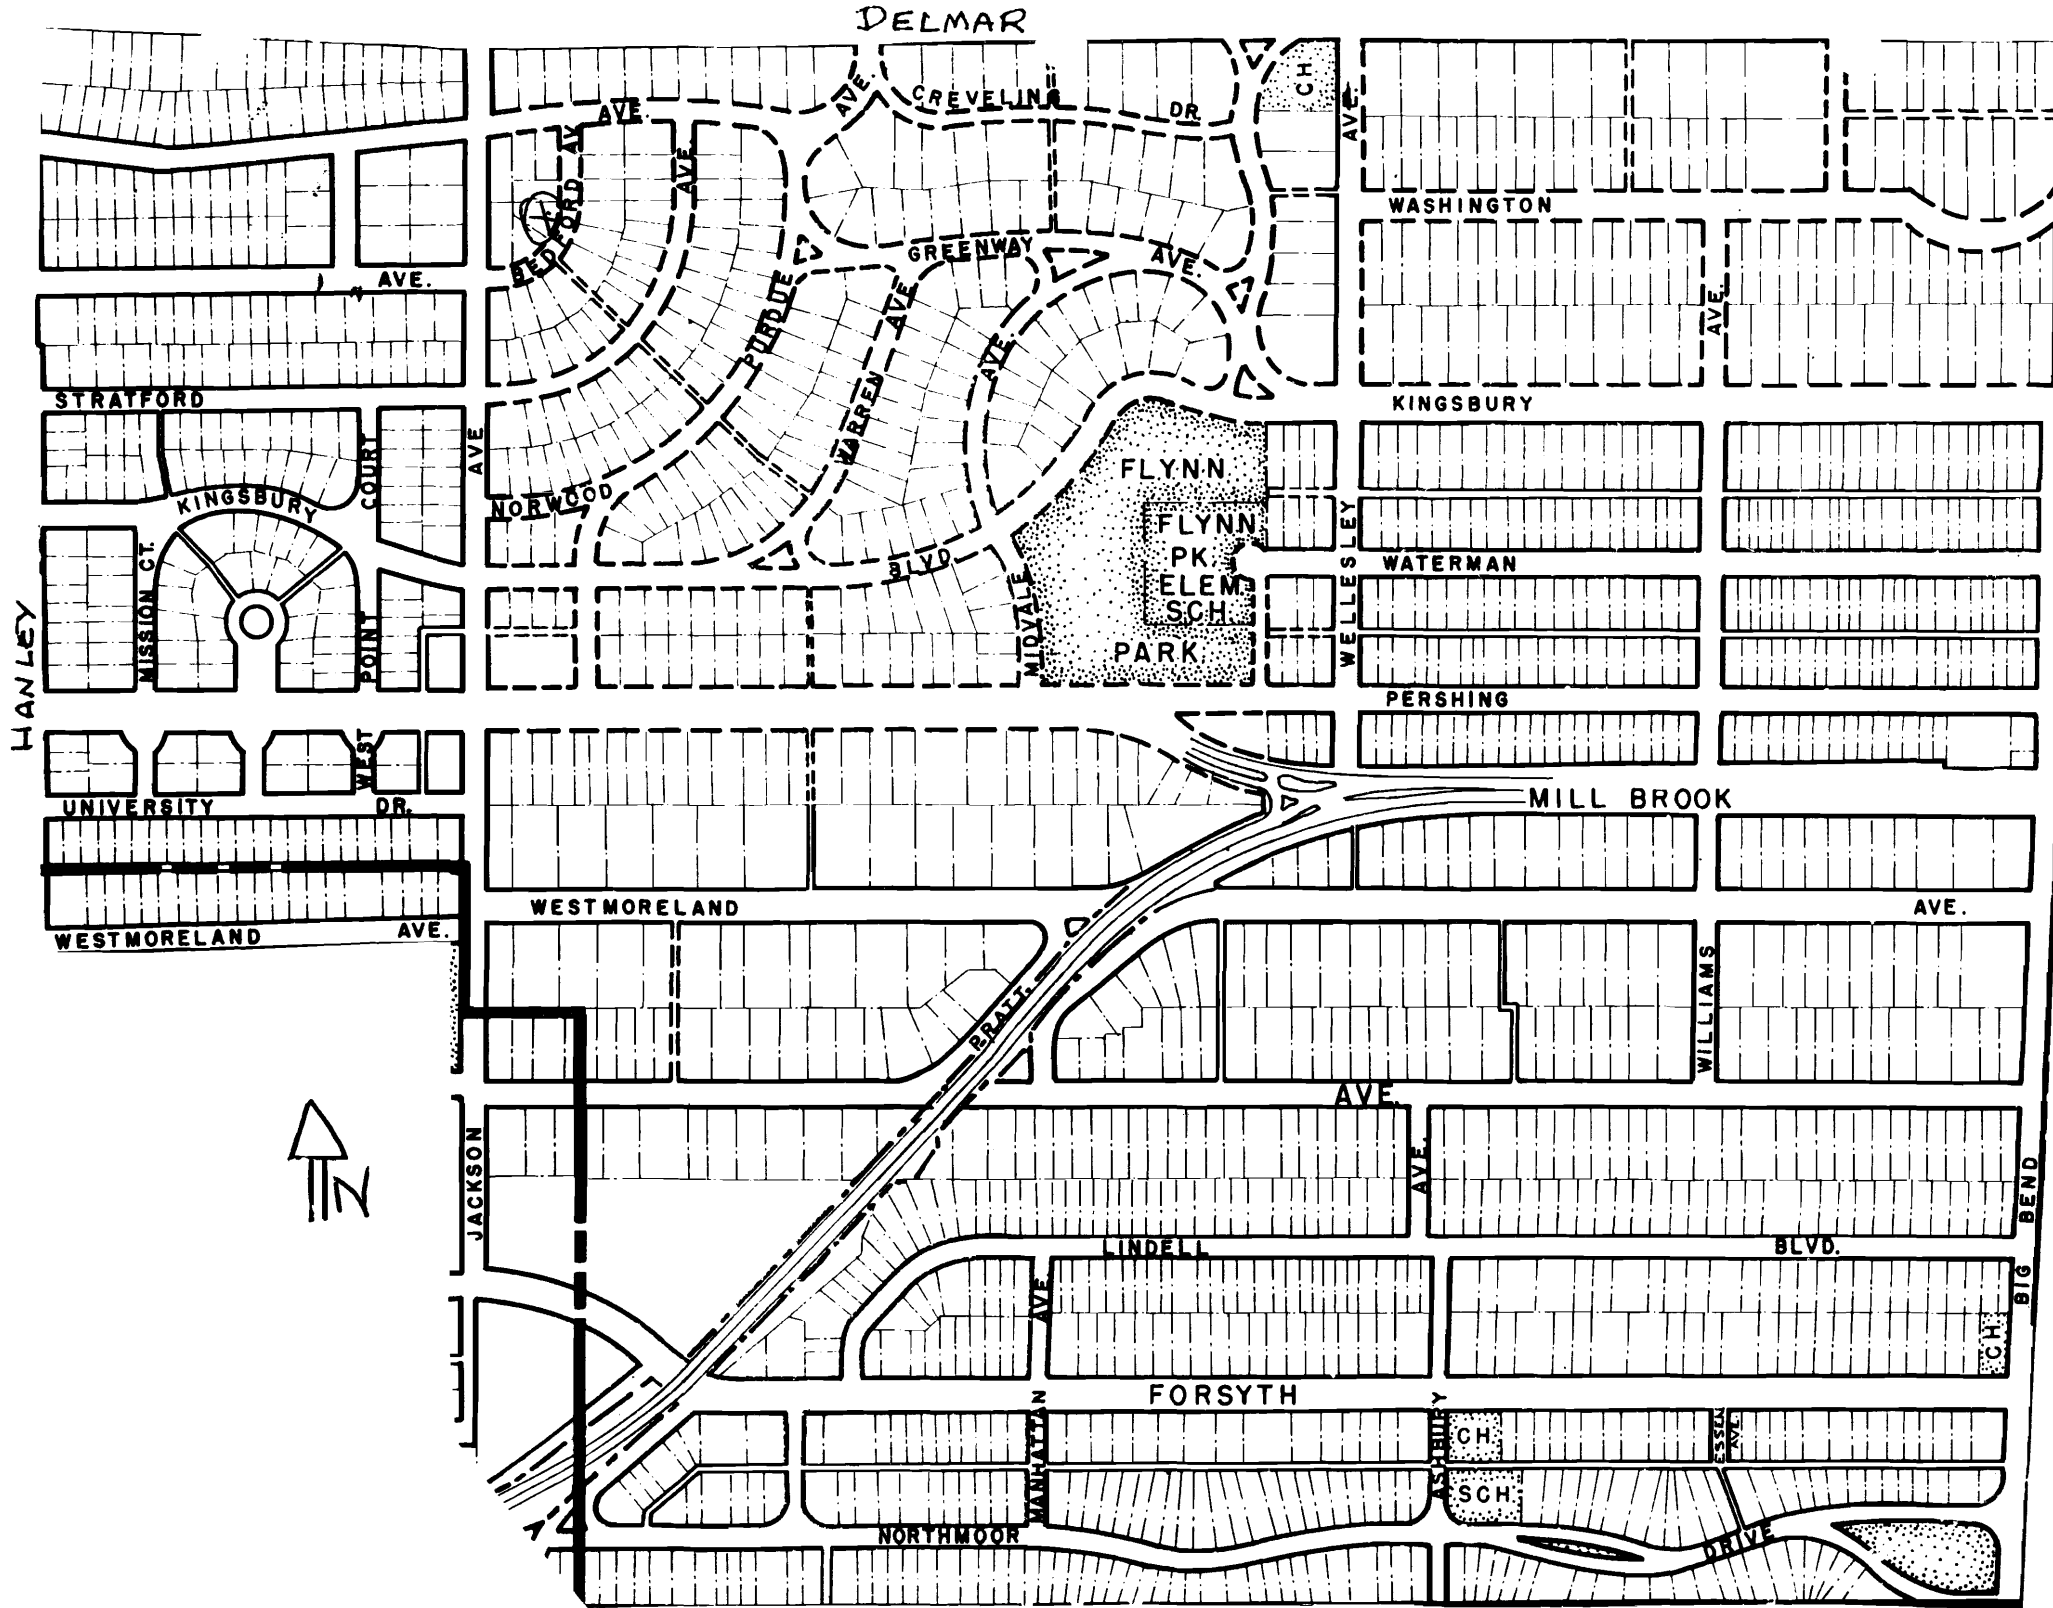 DELMAR
AVE.
CREVELING
DR.
CH
AVE.
AVE.
BEDFORD AV.
AVE.
WASHINGTON
GREENWAY
AVE.
AVE.
PURDUE
WARREN
AVE.
AVE.
AVE.
STRATFORD
KINGSBURY
COURT
AVE
KINGSBURY
NORWOOD
FLYNN
FLYNN
PK.
ELEM.
SCH.
PARK
BLVD
MIDVALE
WELLESLEY
WATERMAN
HANLEY
MISSION CT.
POINT
WEST
PERSHING
UNIVERSITY
DR.
MILL BROOK
WESTMORELAND
AVE.
WESTMORELAND
AVE.
PRATT.
WILLIAMS
AVE.
N
JACKSON
AVE.
BIG BEND
LINDELL
BLVD.
AVE
CH
FORSYTH
MANHATTAN
ASHBURY
CH.
ESSEX
AVE.
SCH.
NORTHMOOR
DRIVE